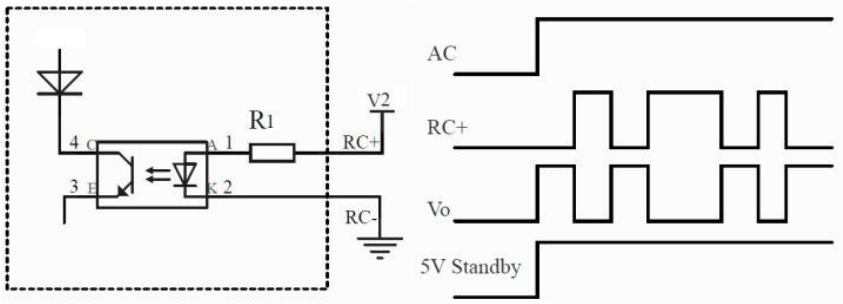 V2
R1
4 C A 1 RC+
3 E K 2
RC-
AC
RC+
Vo
5V Standby